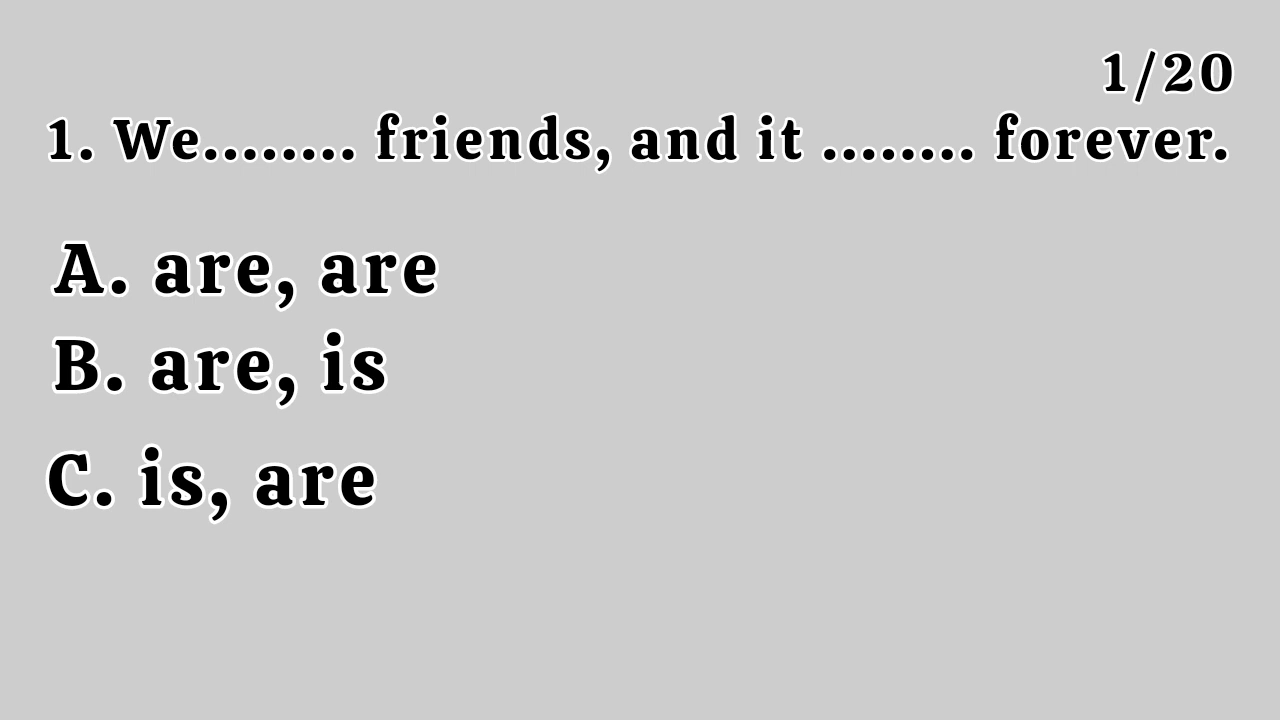 1/20
1. We........ friends, and it ........ forever.
A. are, are
B. are, is
C. is, are